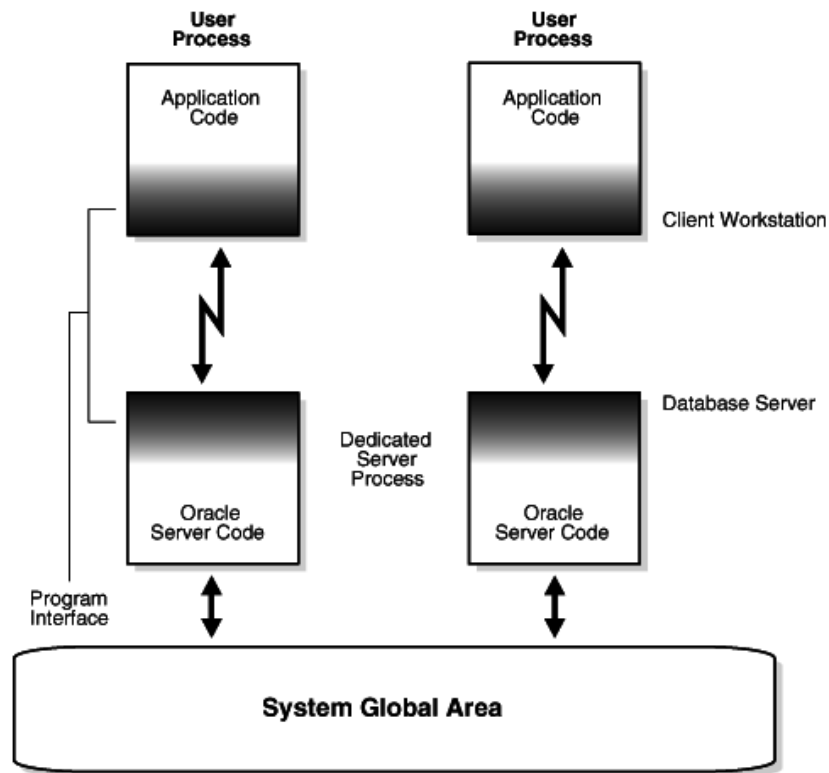 User
Process
User
Process
Application
Code
Application
Code
Client Workstation
Database Server
Dedicated
Server
Process
Oracle
Server Code
Oracle
Server Code
Program
Interface
System Global Area